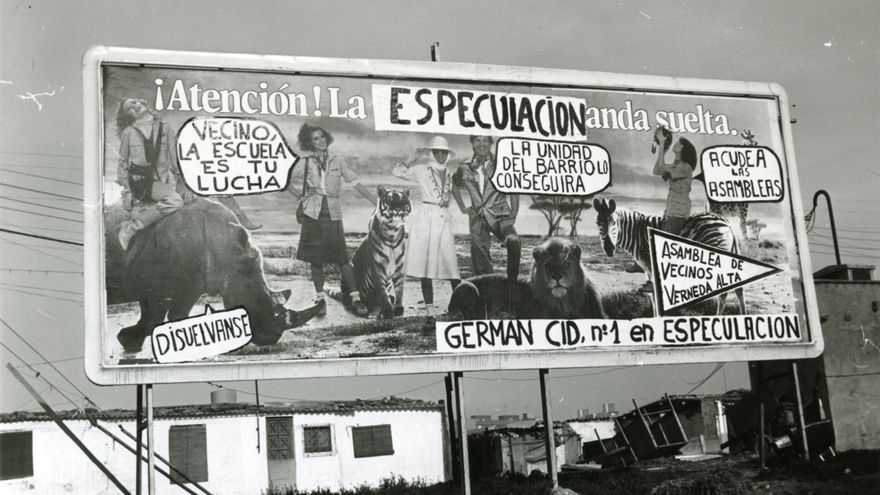 ¡Atención! La ESPECULACION anda suelta.
VECINO,
LA ESCUELA
ES TU
LUCHA
LA UNIDAD
DEL BARRIO LO
CONSEGUIRA
ACUDE A
LAS
ASAMBLEAS
ASAMBLEA DE
VECINOS ALTA
VERNEDA
DISUELVANSE
GERMAN CID, nº1 en ESPECULACION